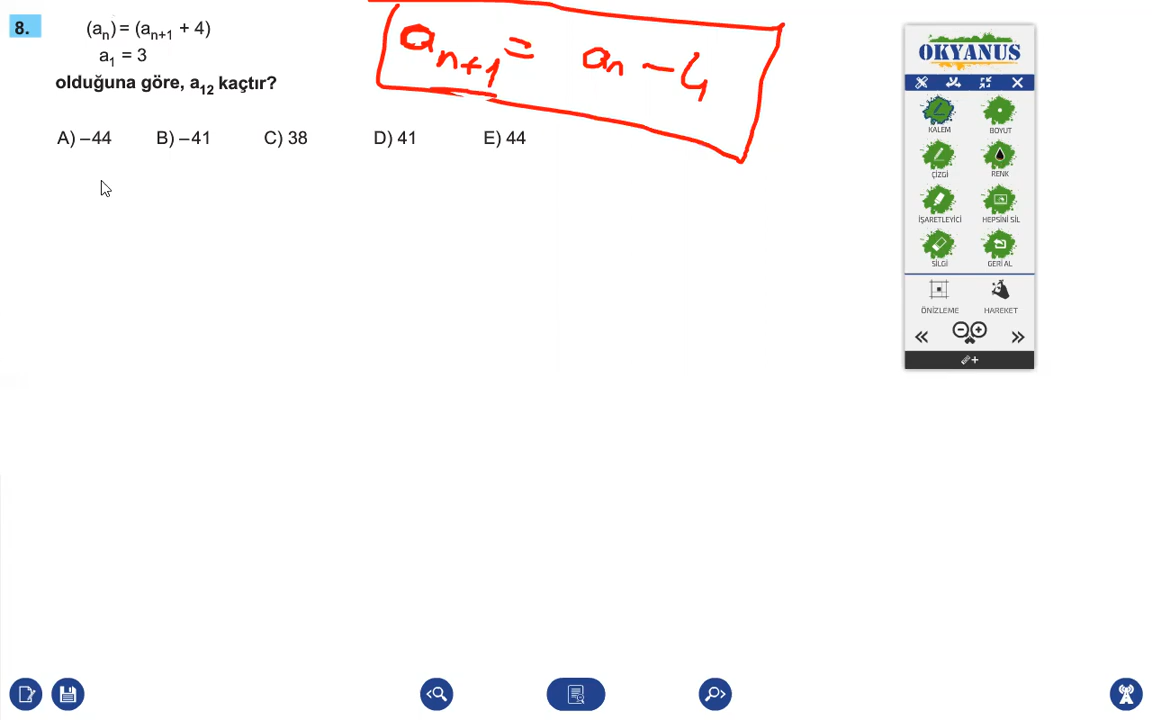 8.
(aₙ) = (aₙ₊₁ + 4)
a₁ = 3
olduğuna göre, a₁₂ kaçtır?
A) –44 B) –41 C) 38 D) 41 E) 44
aₙ₊₁ = aₙ – 4
OKYANUS
KALEM BOYUT
ÇİZGİ RENK
İŞARETLEYİCİ HEPSİNİ SİL
SİLGİ GERİ AL
ÖNİZLEME HAREKET